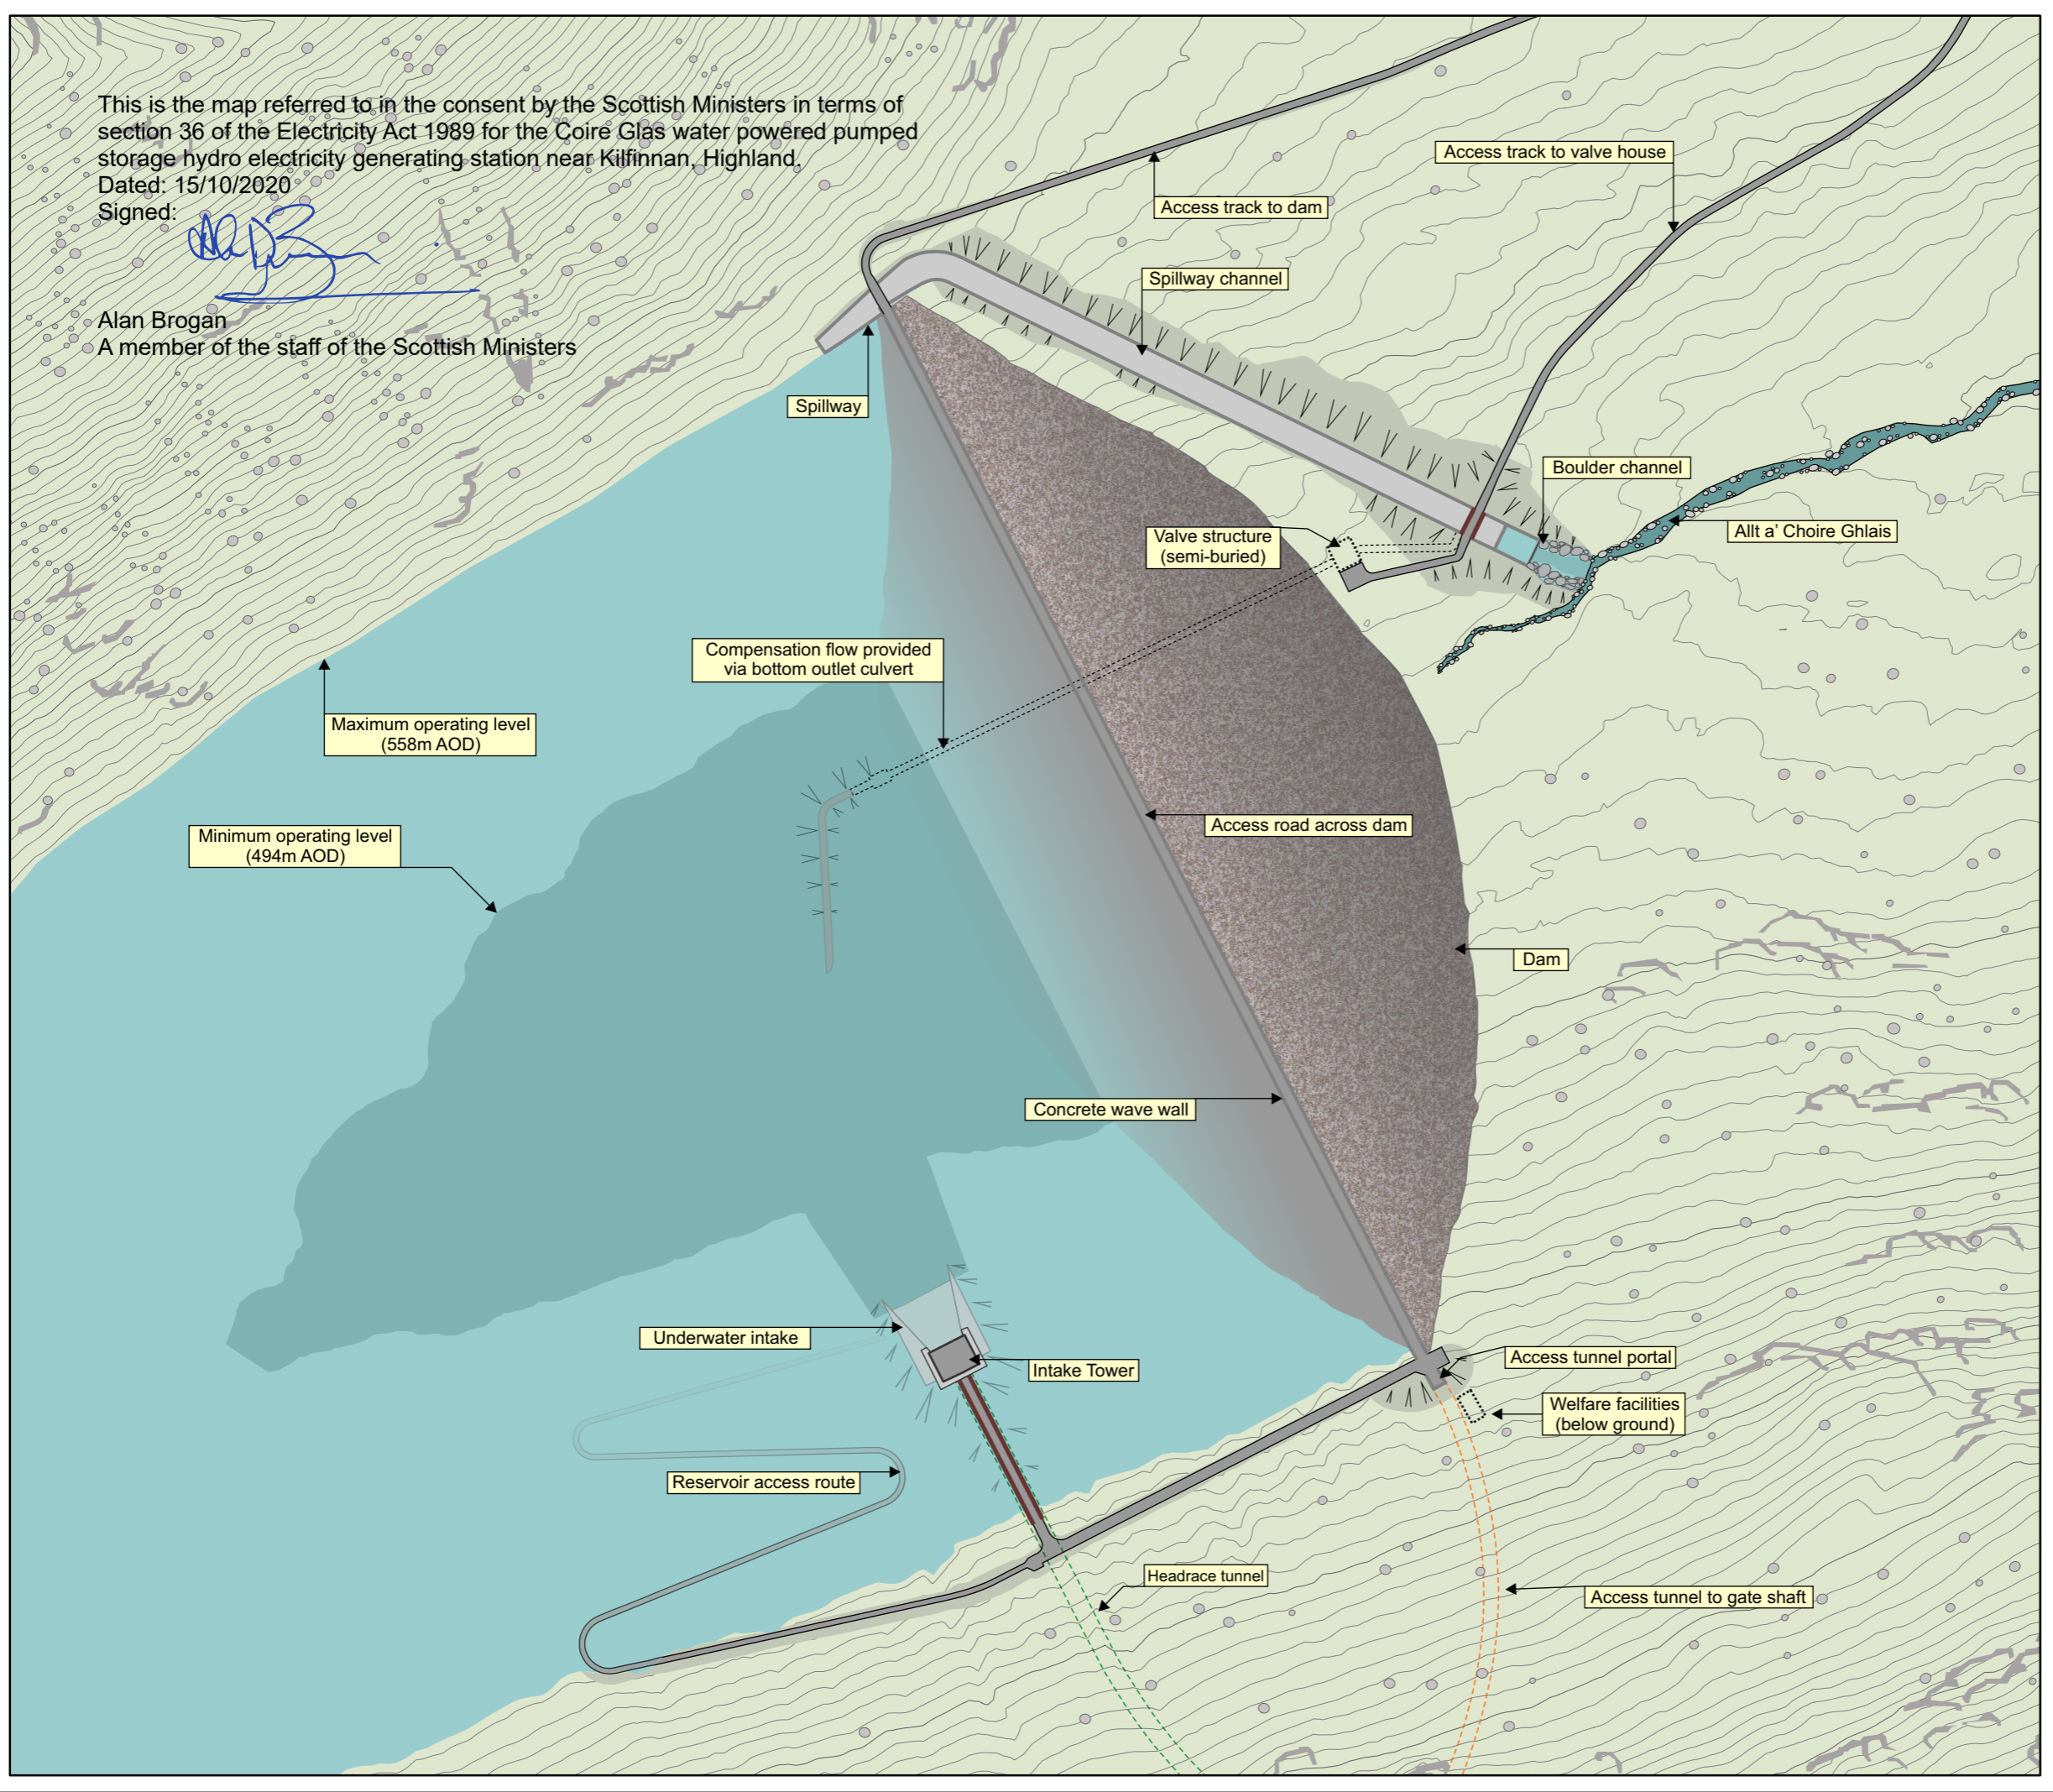 This is the map referred to in the consent by the Scottish Ministers in terms of
section 36 of the Electricity Act 1989 for the Coire Glas water powered pumped
storage hydro electricity generating station near Kilfinnan, Highland.
Dated: 15/10/2020
Signed:
Alan Brogan
A member of the staff of the Scottish Ministers
Access track to valve house
Access track to dam
Spillway channel
Spillway
Boulder channel
Allt a' Choire Ghlais
Valve structure
(semi-buried)
Compensation flow provided
via bottom outlet culvert
Maximum operating level
(558m AOD)
Minimum operating level
(494m AOD)
Access road across dam
Dam
Concrete wave wall
Underwater intake
Intake Tower
Access tunnel portal
Welfare facilities
(below ground)
Reservoir access route
Headrace tunnel
Access tunnel to gate shaft